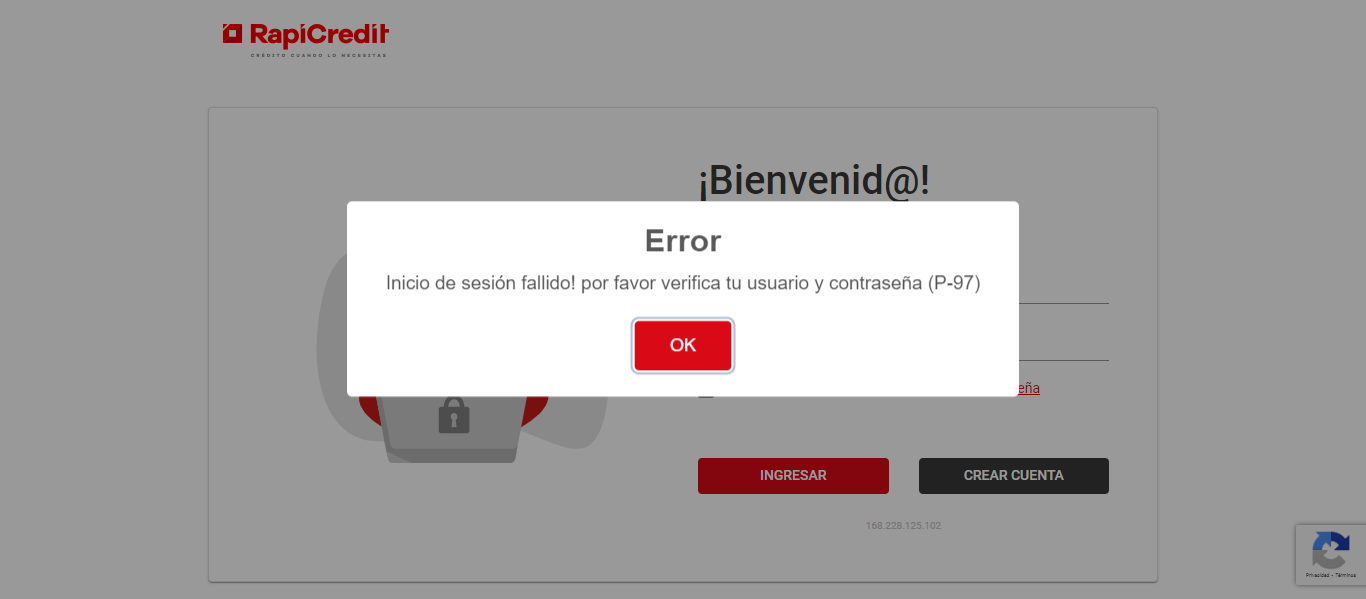 RapiCredit
CRÉDITO CUANDO LO NECESITAS
¡Bienvenid@!
Error
Inicio de sesión fallido! por favor verifica tu usuario y contraseña (P-97)
OK
eña
INGRESAR
CREAR CUENTA
168.228.125.102
Privacidad - Términos